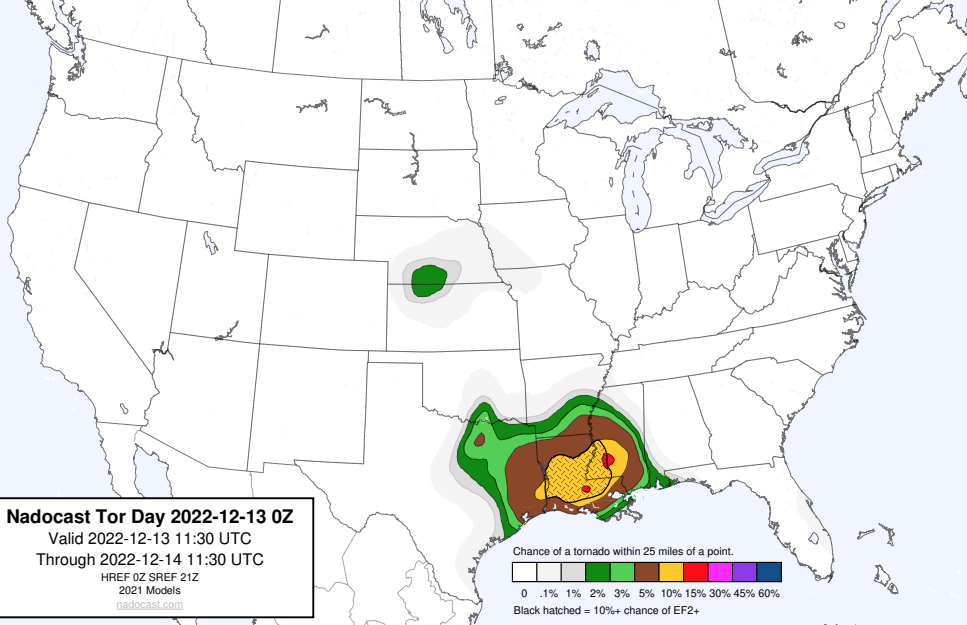 Nadocast Tor Day 2022-12-13 0Z
Valid 2022-12-13 11:30 UTC
Through 2022-12-14 11:30 UTC
HREF 0Z SREF 21Z
2021 Models
nadocast.com
Chance of a tornado within 25 miles of a point.
0 .1% 1% 2% 3% 5% 10% 15% 30% 45% 60%
Black hatched = 10%+ chance of EF2+